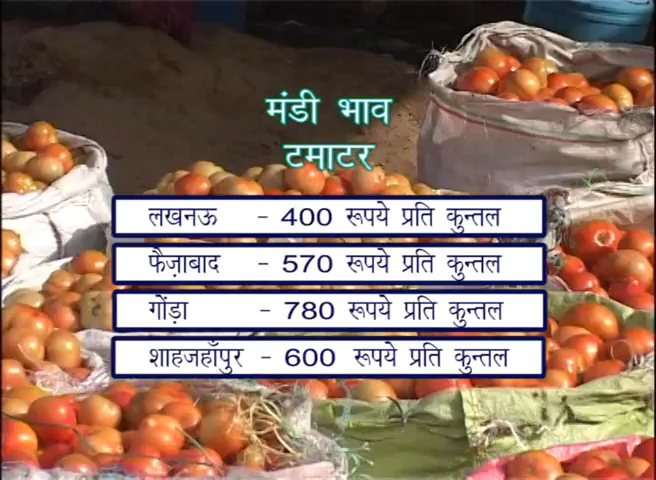 मंडी भाव
टमाटर
लखनऊ - 400 रूपये प्रति कुन्तल
फैज़ाबाद - 570 रूपये प्रति कुन्तल
गोंड़ा - 780 रूपये प्रति कुन्तल
शाहजहाँपुर - 600 रूपये प्रति कुन्तल